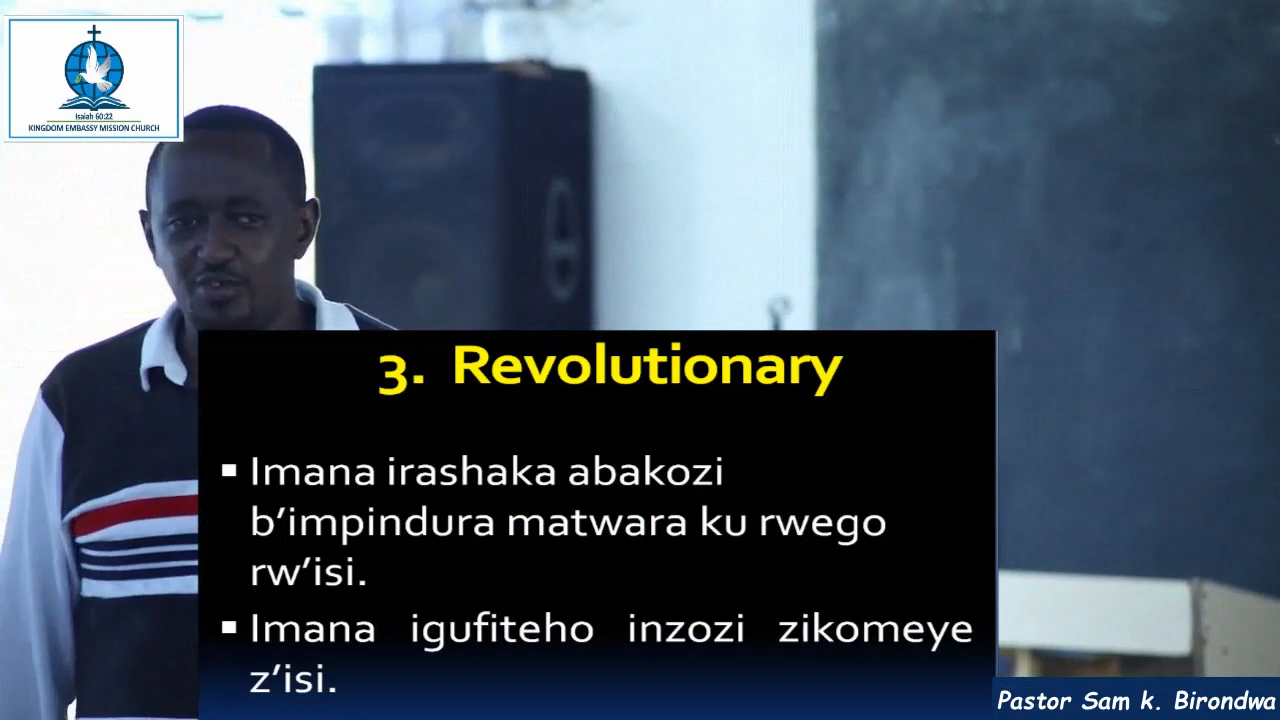 Isaiah 60:22
KINGDOM EMBASSY MISSION CHURCH
3. Revolutionary
▪ Imana irashaka abakozi
b’impindura matwara ku rwego
rw’isi.
▪ Imana igufiteho inzozi zikomeye
z’isi.
Pastor Sam k. Birondwa